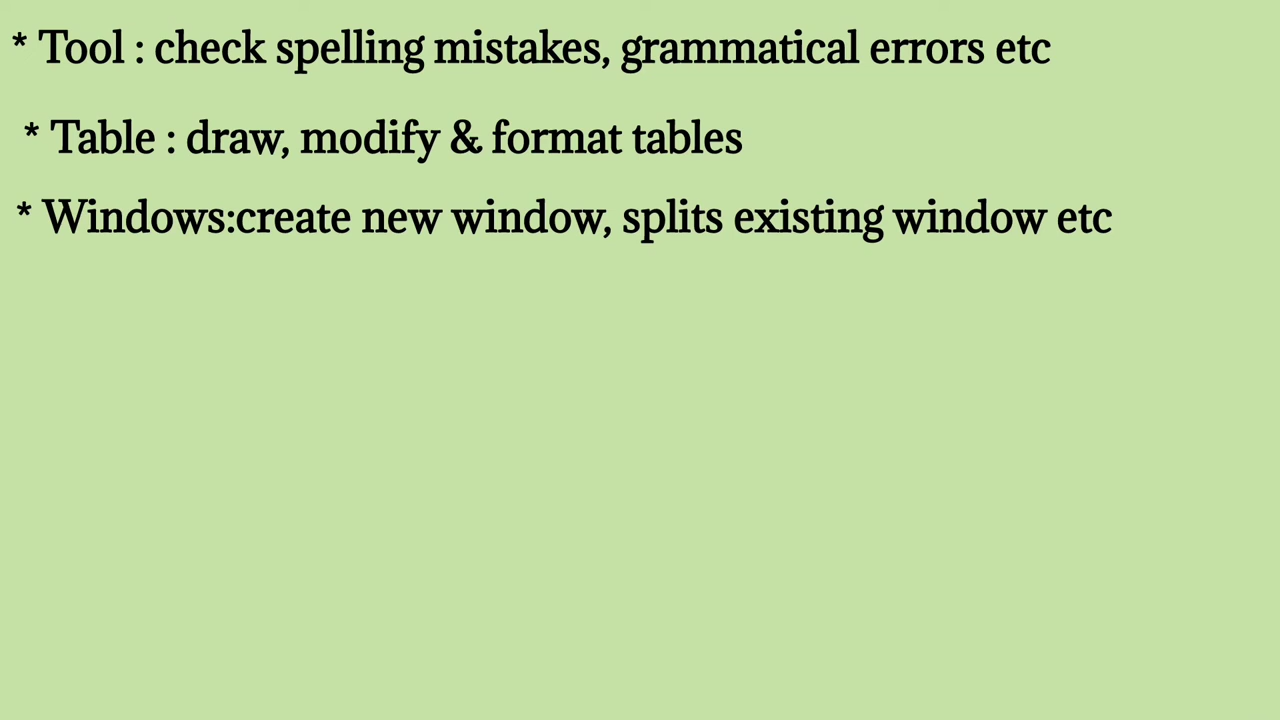 * Tool : check spelling mistakes, grammatical errors etc
* Table : draw, modify & format tables
* Windows:create new window, splits existing window etc